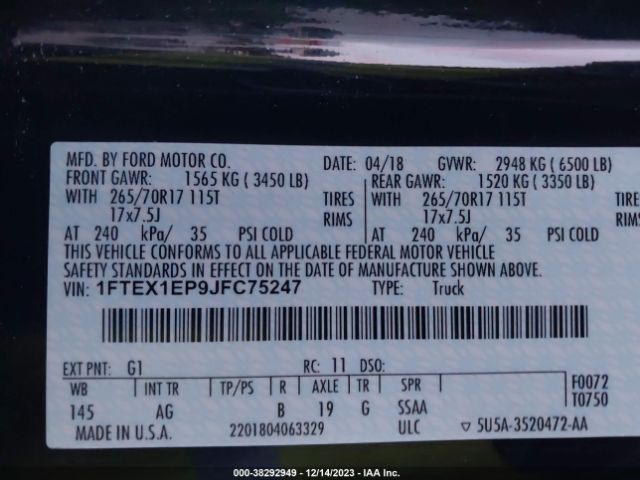 MFD. BY FORD MOTOR CO. DATE: 04/18 GVWR: 2948 KG ( 6500 LB)
FRONT GAWR: 1565 KG ( 3450 LB) REAR GAWR: 1520 KG ( 3350 LB)
WITH 265/70R17 115T TIRES WITH 265/70R17 115T TIRES
17x7.5J RIMS 17x7.5J RIMS
AT 240 kPa/ 35 PSI COLD AT 240 kPa/ 35 PSI COLD
THIS VEHICLE CONFORMS TO ALL APPLICABLE FEDERAL MOTOR VEHICLE
SAFETY STANDARDS IN EFFECT ON THE DATE OF MANUFACTURE SHOWN ABOVE.
VIN: 1FTEX1EP9JFC75247 TYPE: Truck
EXT PNT: G1 RC: 11 DSO:
WB INT TR TP/PS R AXLE TR SPR F0072
145 AG B 19 G SSAA T0750
MADE IN U.S.A. 2201804063329 ULC ▽ 5U5A-3520472-AA
000-38292949 - 12/14/2023 - IAA Inc.